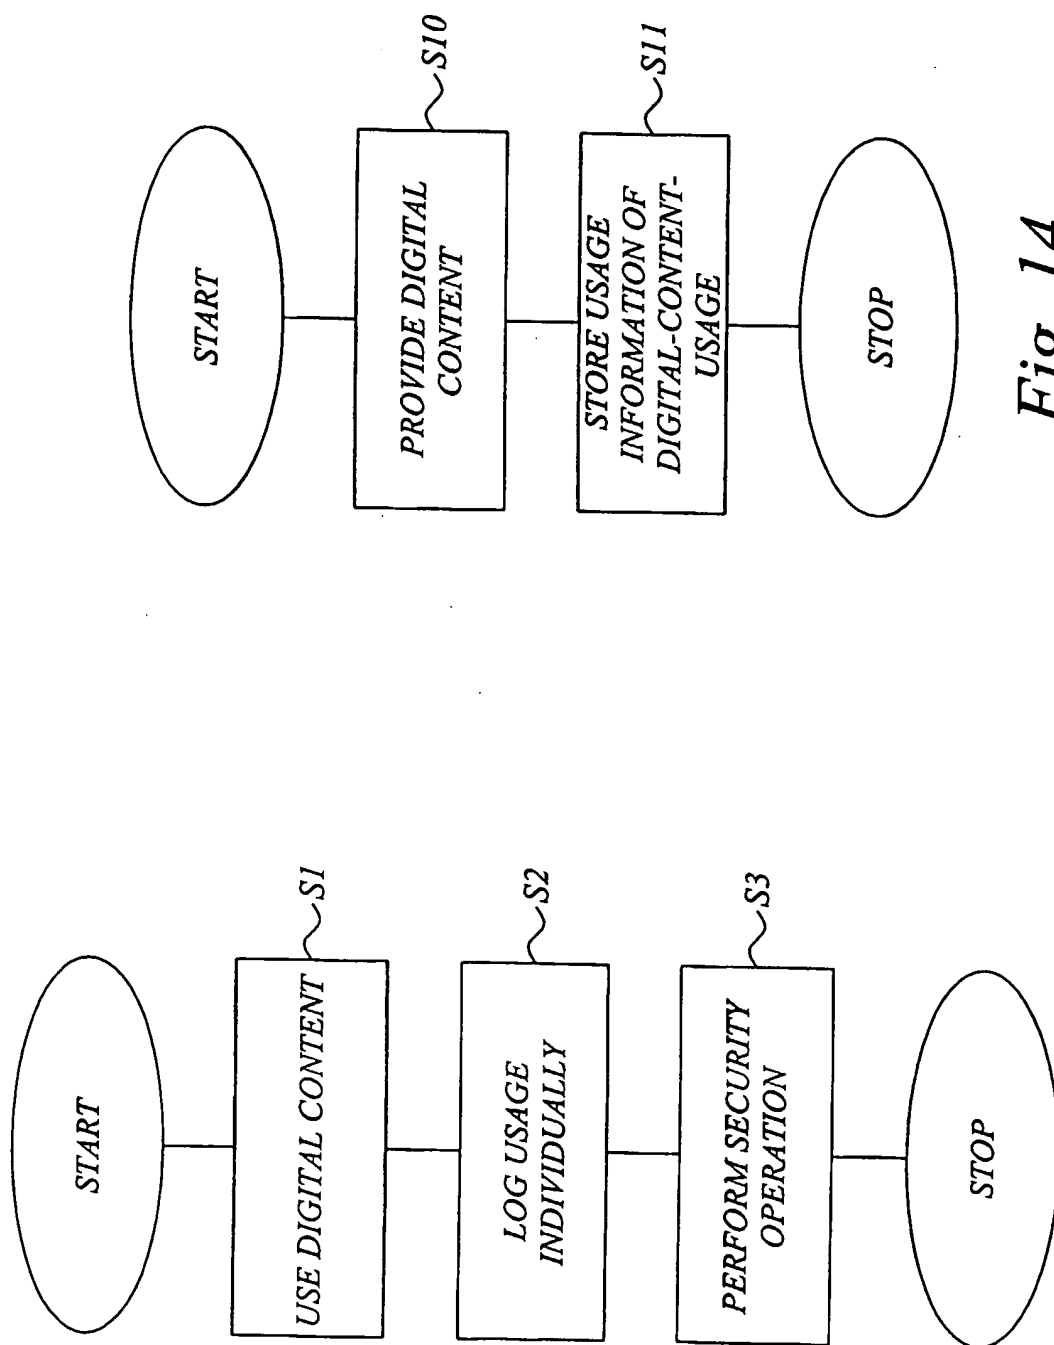 START
USE DIGITAL CONTENT
S1
LOG USAGE
INDIVIDUALLY
S2
PERFORM SECURITY
OPERATION
S3
STOP
START
PROVIDE DIGITAL
CONTENT
S10
STORE USAGE
INFORMATION OF
DIGITAL-CONTENT-
USAGE
S11
STOP
Fig. 14